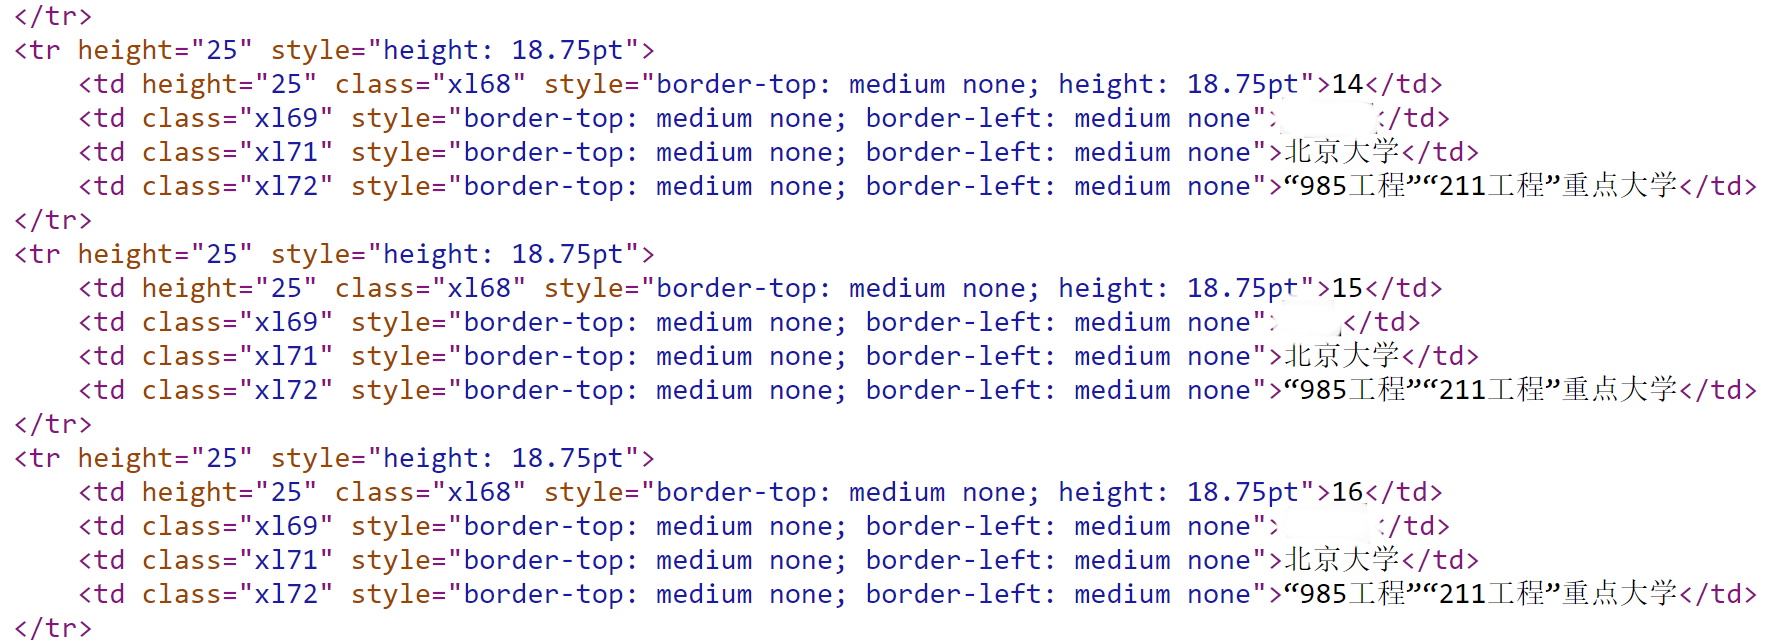 </tr>
<tr height="25" style="height: 18.75pt">
    <td height="25" class="xl68" style="border-top: medium none; height: 18.75pt">14</td>
    <td class="xl69" style="border-top: medium none; border-left: medium none"></td>
    <td class="xl71" style="border-top: medium none; border-left: medium none">北京大学</td>
    <td class="xl72" style="border-top: medium none; border-left: medium none">“985工程”“211工程”重点大学</td>
</tr>
<tr height="25" style="height: 18.75pt">
    <td height="25" class="xl68" style="border-top: medium none; height: 18.75pt">15</td>
    <td class="xl69" style="border-top: medium none; border-left: medium none"></td>
    <td class="xl71" style="border-top: medium none; border-left: medium none">北京大学</td>
    <td class="xl72" style="border-top: medium none; border-left: medium none">“985工程”“211工程”重点大学</td>
</tr>
<tr height="25" style="height: 18.75pt">
    <td height="25" class="xl68" style="border-top: medium none; height: 18.75pt">16</td>
    <td class="xl69" style="border-top: medium none; border-left: medium none"></td>
    <td class="xl71" style="border-top: medium none; border-left: medium none">北京大学</td>
    <td class="xl72" style="border-top: medium none; border-left: medium none">“985工程”“211工程”重点大学</td>
</tr>